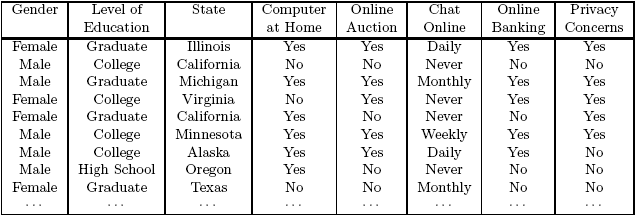 Gender Level of State Computer Online Chat Online Privacy
Education at Home Auction Online Banking Concerns
Female Graduate Illinois Yes Yes Daily Yes Yes
Male College California No No Never No No
Male Graduate Michigan Yes Yes Monthly Yes Yes
Female College Virginia No Yes Never Yes Yes
Female Graduate California Yes No Never No Yes
Male College Minnesota Yes Yes Weekly Yes Yes
Male College Alaska Yes Yes Daily Yes No
Male High School Oregon Yes No Never No No
Female Graduate Texas No No Monthly No No
... ... ... ... ... ... ... ...